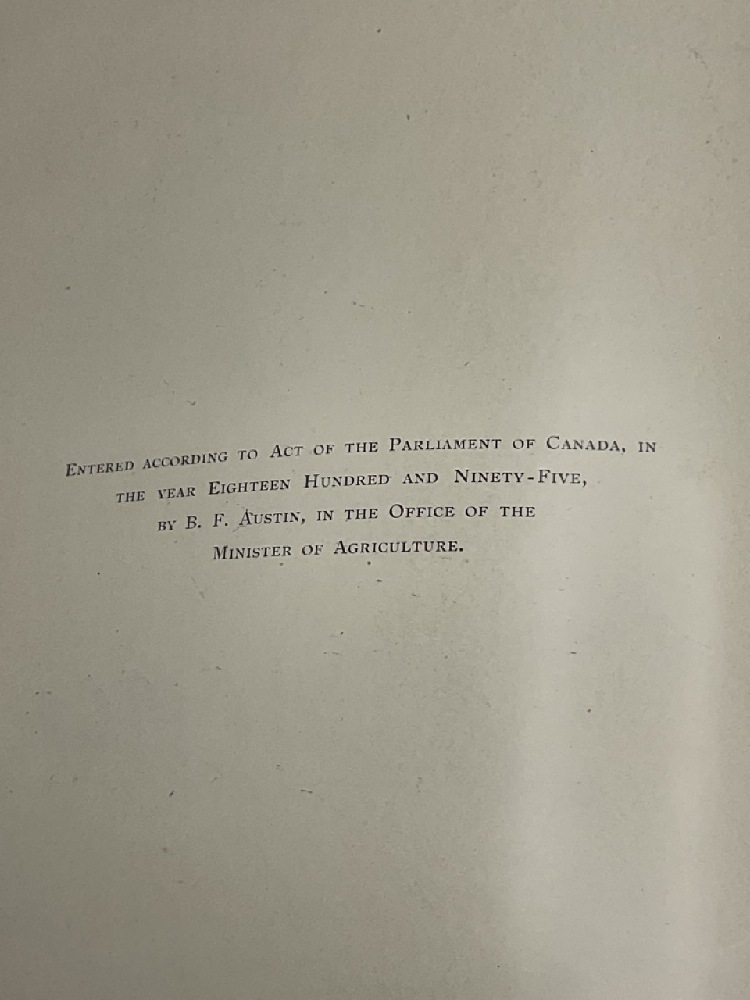 Entered according to Act of the Parliament of Canada, in
the year Eighteen Hundred and Ninety-Five,
by B. F. Austin, in the Office of the
Minister of Agriculture.